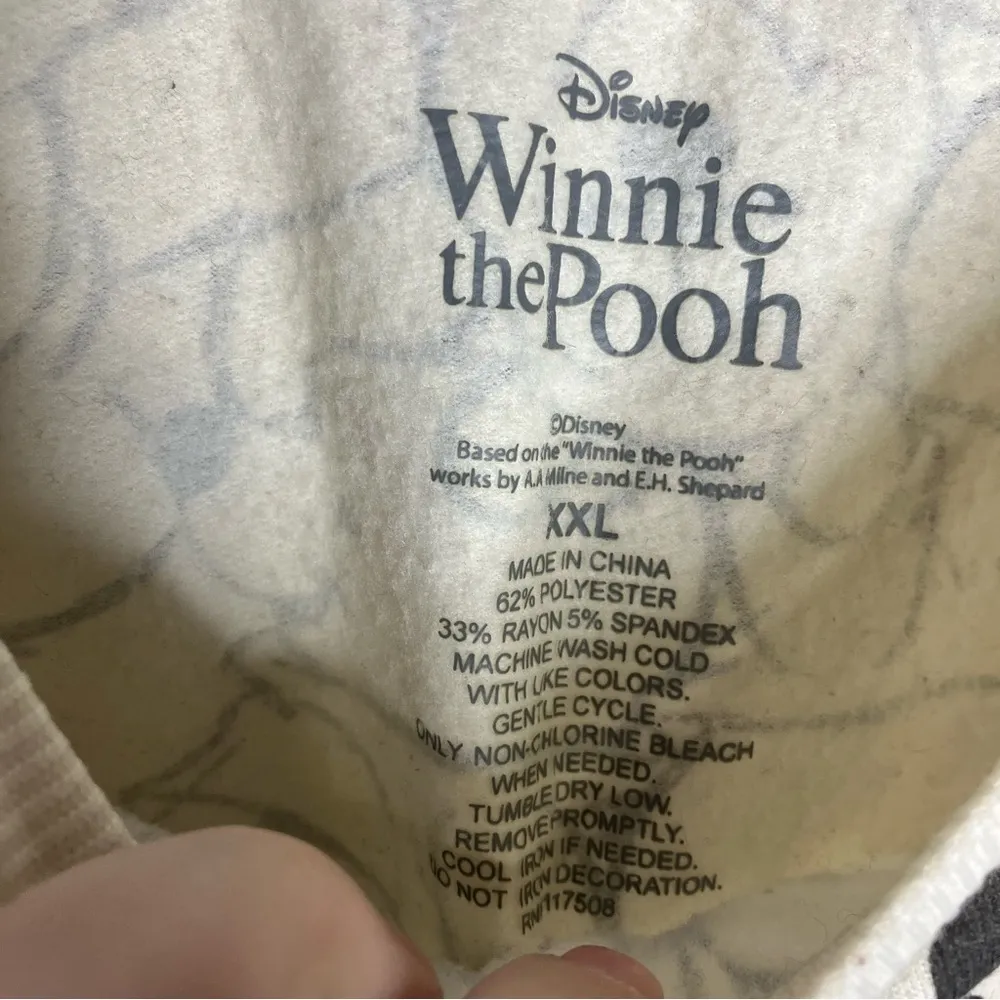 Disney
Winnie
the Pooh
©Disney
Based on the "Winnie the Pooh"
works by A.A Milne and E.H. Shepard
XXL
MADE IN CHINA
62% POLYESTER
33% RAYON 5% SPANDEX
MACHINE WASH COLD
WITH LIKE COLORS.
GENTLE CYCLE.
ONLY NON-CHLORINE BLEACH
WHEN NEEDED.
TUMBLE DRY LOW.
REMOVE PROMPTLY.
COOL IRON IF NEEDED.
DO NOT IRON DECORATION.
RN#117508